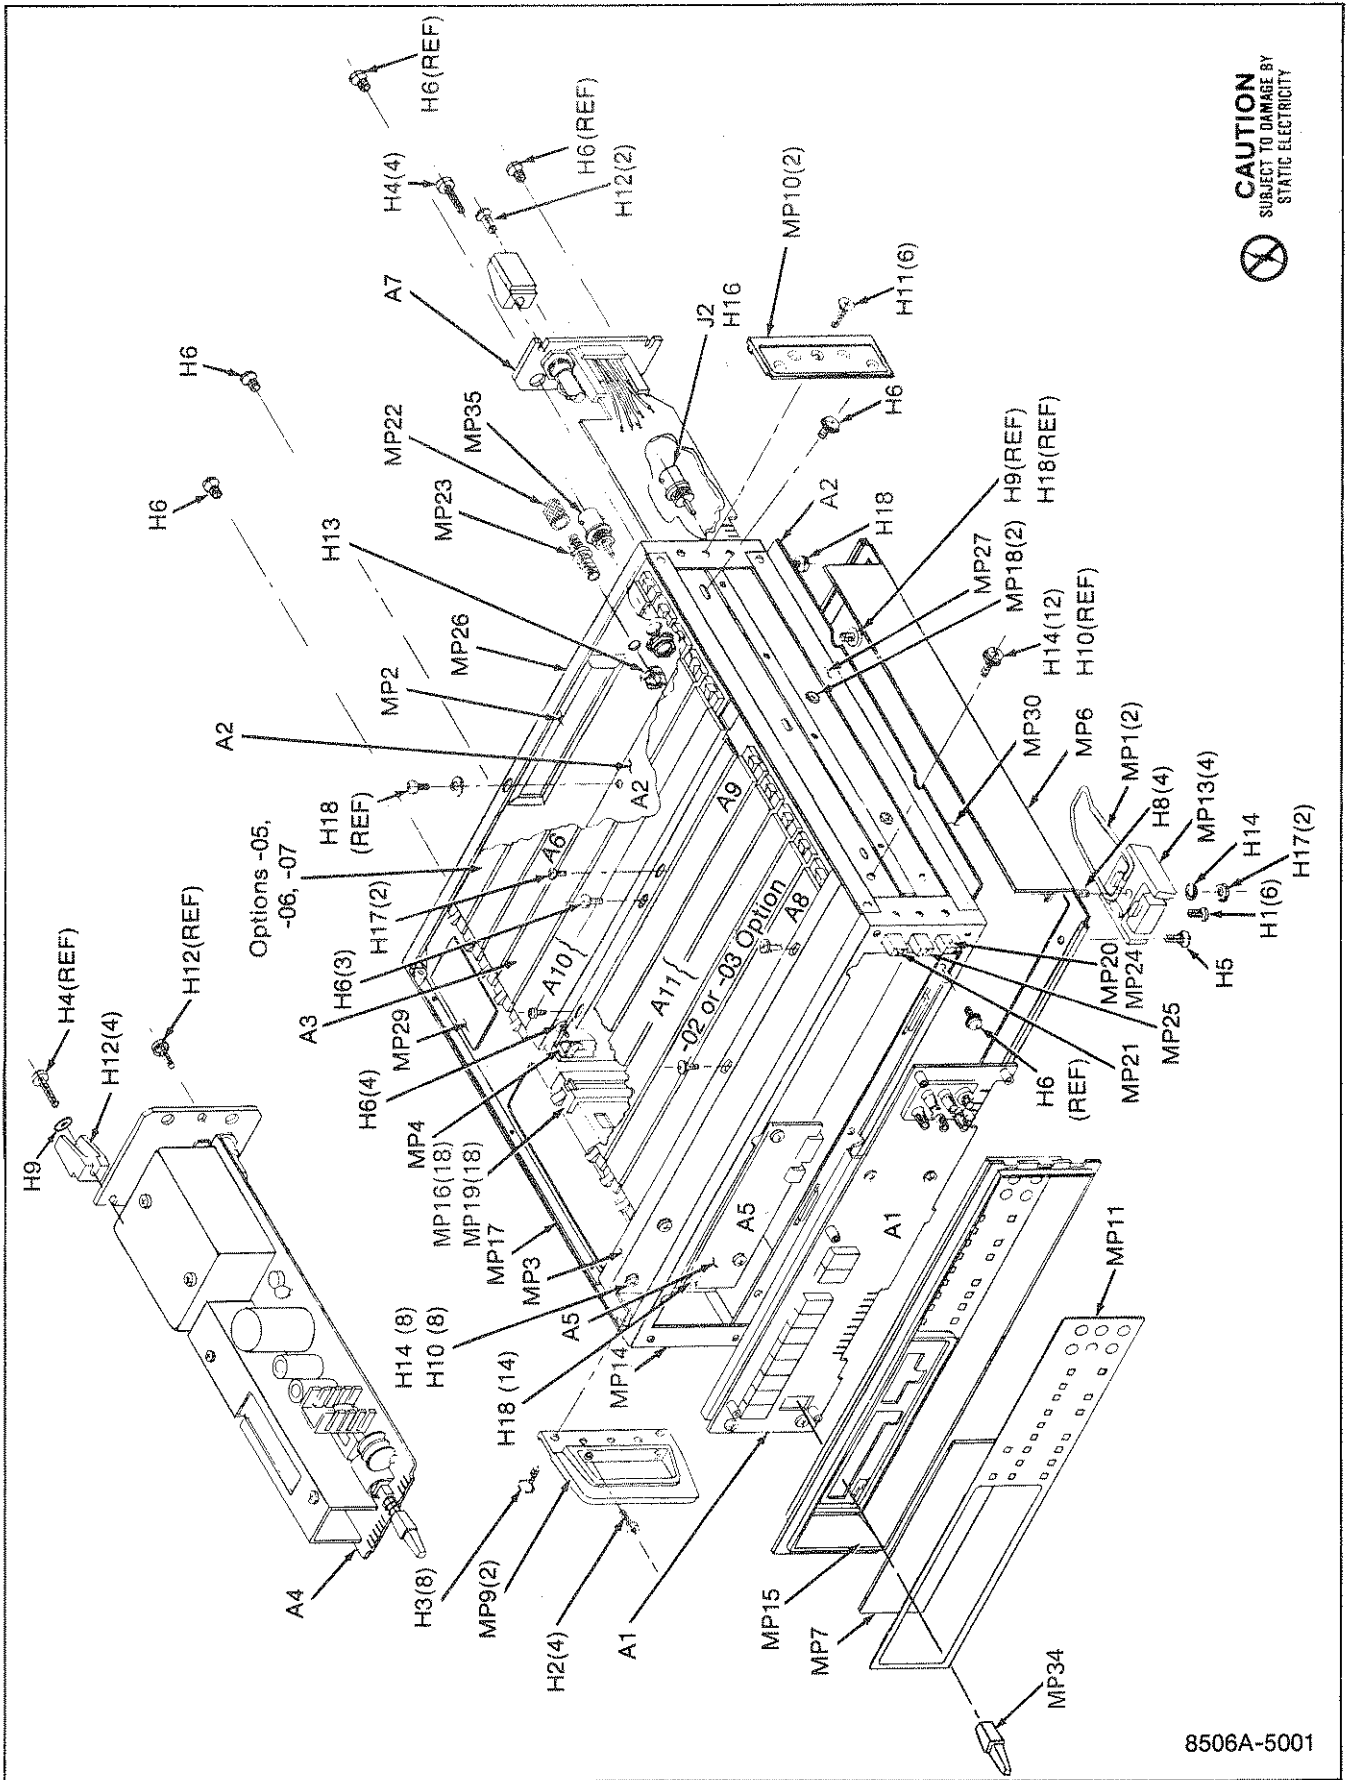 H9
H4(REF)
H12(4)
H12(REF)
A4
Options -05,
-06, -07
H18
(REF)
A2
MP2
MP26
H13
MP23
MP22
MP35
H6
H6
A7
H4(4)
H6(REF)
H6(REF)
H12(2)
MP10(2)
H11(6)
J2
H16
H6
H9(REF)
H18(REF)
A2
H18
MP27
MP18(2)
H14(12)
H10(REF)
MP30
MP6
MP1(2)
H8(4)
MP13(4)
H14
H17(2)
H1(6)
H5
MP20
MP24
MP25
MP21
H6
(REF)
H17(2)
H6(3)
A3
MP29
H6(4)
MP4
MP16(18)
MP19(18)
MP17
MP3
H14 (8)
H10 (8)
A5
H18 (14)
MP14
A2
A6
A10
A9
A11
-02 or -03 Option
A8
A5
A1
H3(8)
MP9(2)
H2(4)
A1
MP15
MP7
MP11
MP34
CAUTION
SUBJECT TO DAMAGE BY
STATIC ELECTRICITY
8506A-5001